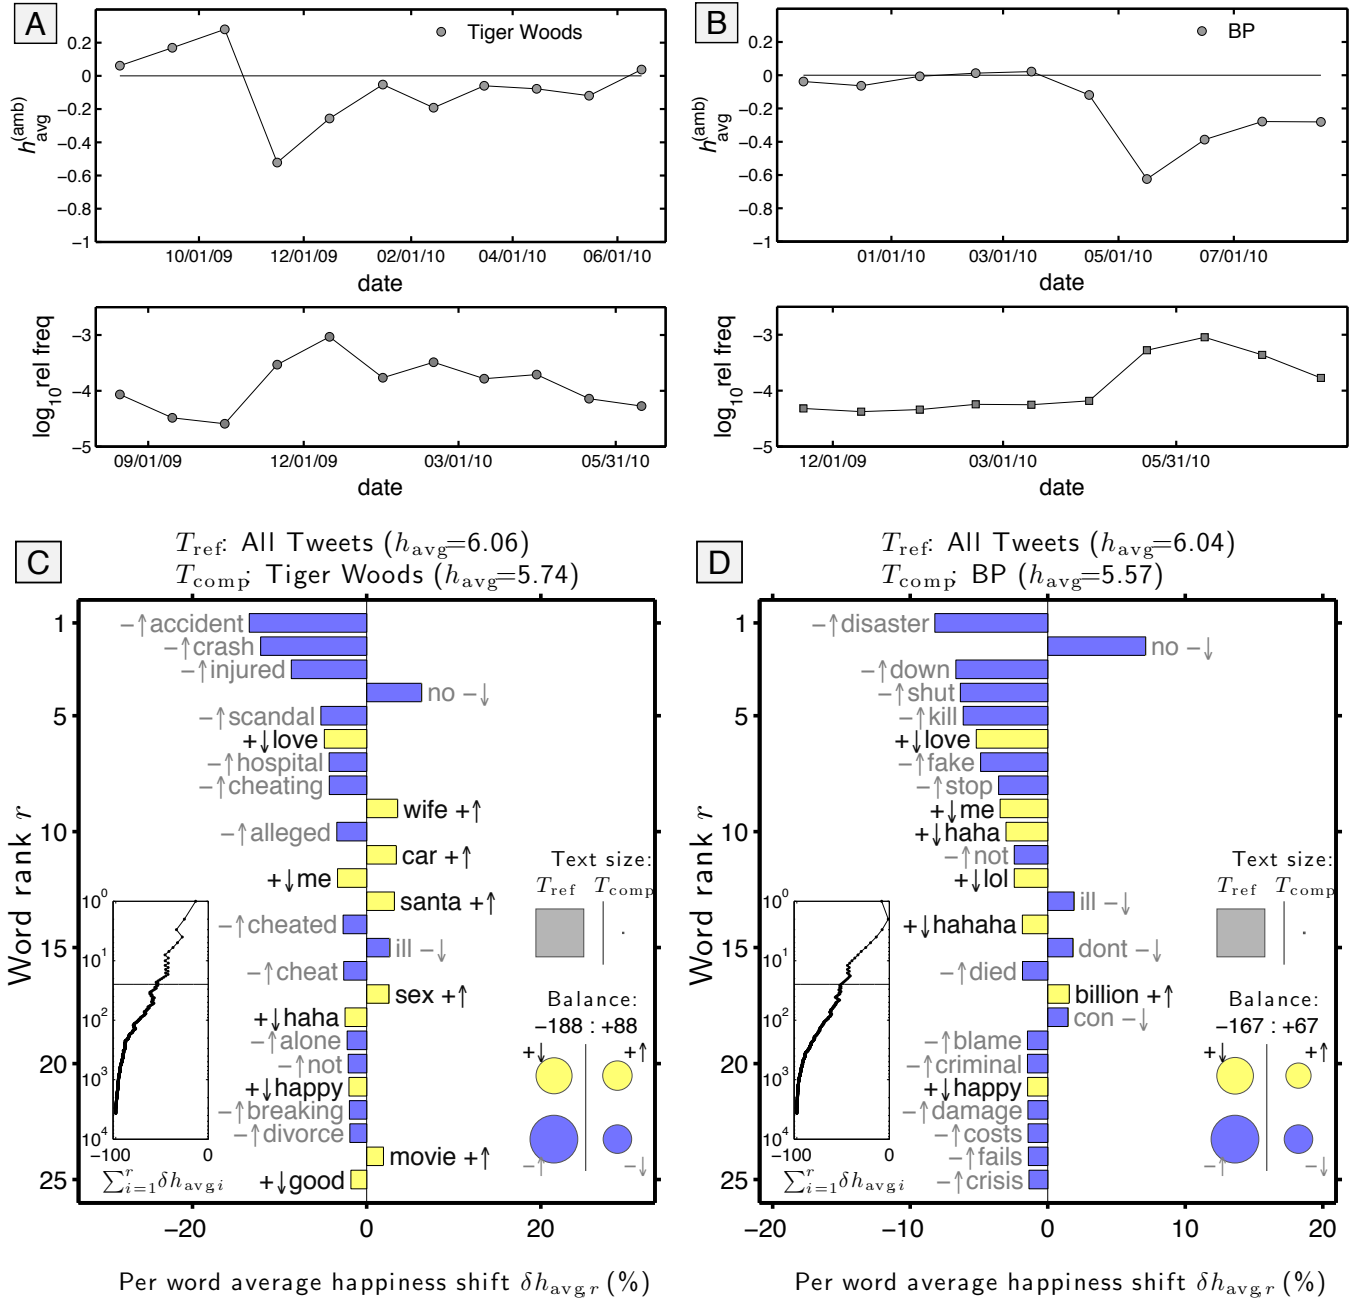 A
Tiger Woods
0.2
0
−0.2
−0.4
−0.6
−0.8
−1
h_avg^(amb)
10/01/09 12/01/09 02/01/10 04/01/10 06/01/10
date
−3
−4
−5
log10 rel freq
09/01/09 12/01/09 03/01/10 05/31/10
date
B
BP
0.2
0
−0.2
−0.4
−0.6
−0.8
−1
h_avg^(amb)
01/01/10 03/01/10 05/01/10 07/01/10
date
−3
−4
−5
log10 rel freq
12/01/09 03/01/10 05/31/10
date
C
T_ref: All Tweets (h_avg=6.06)
T_comp: Tiger Woods (h_avg=5.74)
Word rank r
1
5
10
15
20
25
−↑accident
−↑crash
−↑injured
no −↓
−↑scandal
+↓love
−↑hospital
−↑cheating
wife +↑
−↑alleged
car +↑
+↓me
santa +↑
−↑cheated
ill −↓
−↑cheat
sex +↑
+↓haha
−↑alone
−↑not
+↓happy
−↑breaking
−↑divorce
movie +↑
+↓good
Text size:
T_ref T_comp
Balance:
−188 : +88
+↓ +↑
−↑ −↓
10^0
10^1
10^2
10^3
10^4
−100 0
∑_{i=1}^r δh_avg,i
−20 0 20
Per word average happiness shift δh_avg,r (%)
D
T_ref: All Tweets (h_avg=6.04)
T_comp: BP (h_avg=5.57)
Word rank r
1
5
10
15
20
25
−↑disaster
no −↓
−↑down
−↑shut
−↑kill
+↓love
−↑fake
−↑stop
+↓me
+↓haha
−↑not
+↓lol
ill −↓
+↓hahaha
dont −↓
−↑died
billion +↑
con −↓
−↑blame
−↑criminal
+↓happy
−↑damage
−↑costs
−↑fails
−↑crisis
Text size:
T_ref T_comp
Balance:
−167 : +67
+↓ +↑
−↑ −↓
10^0
10^1
10^2
10^3
10^4
−100 0
∑_{i=1}^r δh_avg,i
−20 −10 0 10 20
Per word average happiness shift δh_avg,r (%)